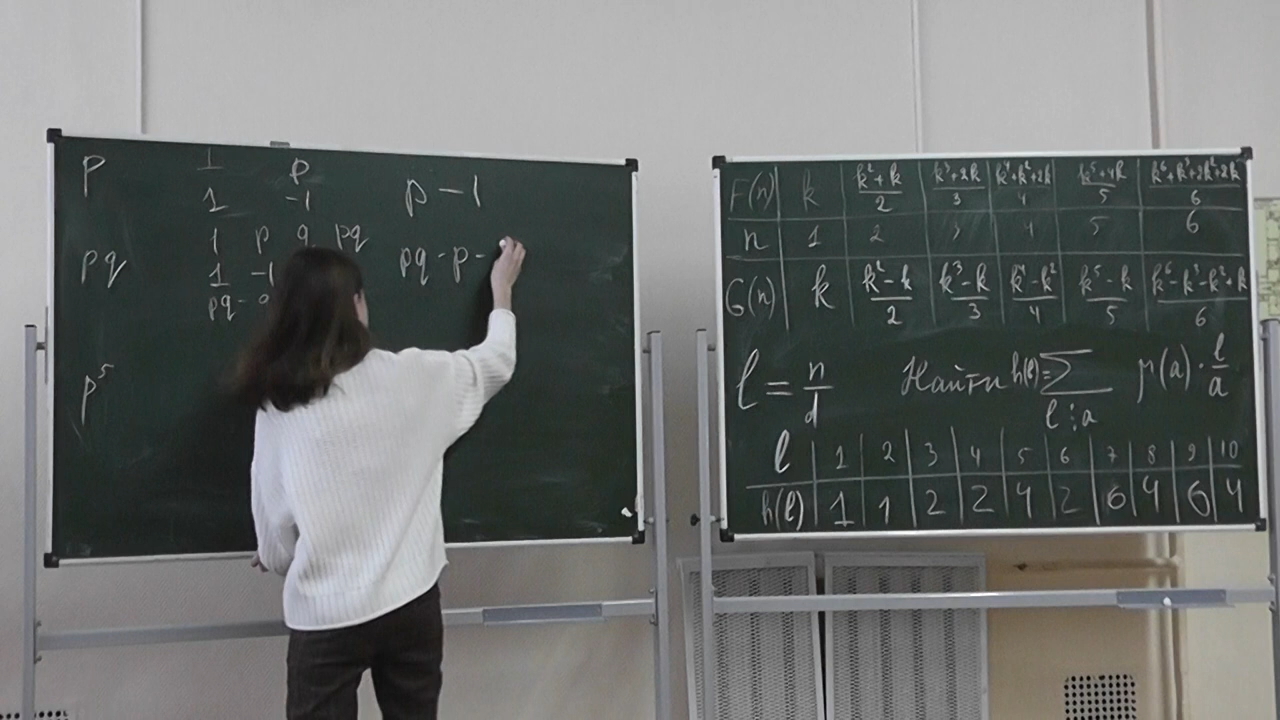 p 1 p
1 -1 p-1
1 p q pq
pq 1 -1 pq-p-
pq-
p⁵
F(n) k (k²+k)/2 (k³+2k)/3 (k⁴+k²+2k)/4 (k⁵+4k)/5 (k⁶+k³+2k²+2k)/6
n 1 2 3 4 5 6
G(n) k (k²-k)/2 (k³-k)/3 (k⁴-k²)/4 (k⁵-k)/5 (k⁶-k³-k²+k)/6
l = n/d Найти h(l)=∑ μ(a)·l/a
l⋮a
l 1 2 3 4 5 6 7 8 9 10
h(l) 1 1 2 2 4 2 6 4 6 4